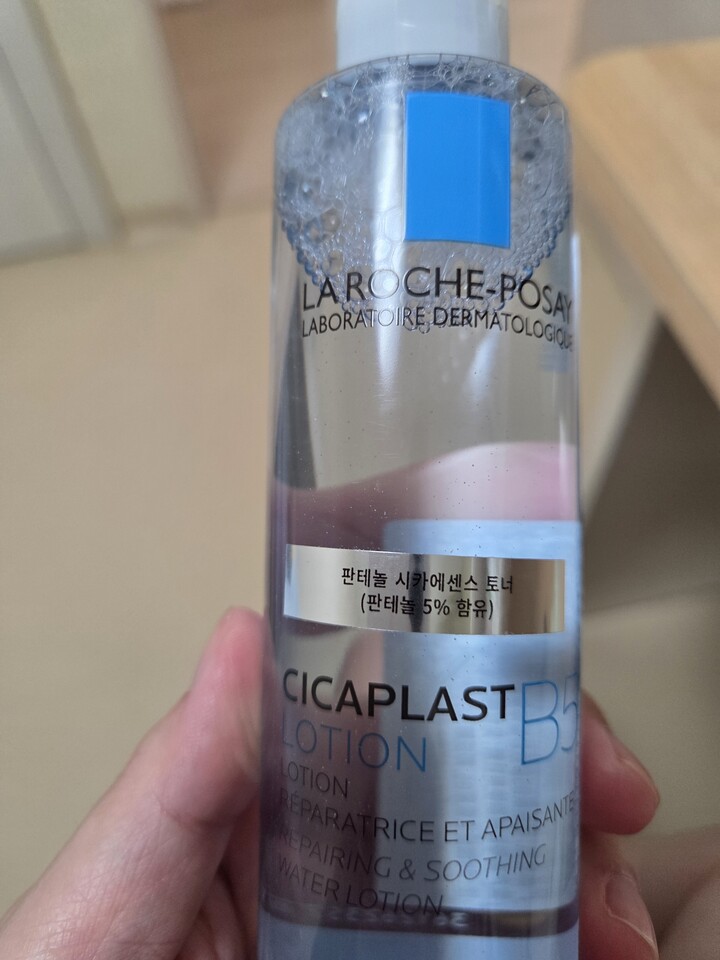 LA ROCHE-POSAY
LABORATOIRE DERMATOLOGIQUE
판테놀 시카에센스 토너
(판테놀 5% 함유)
CICAPLAST B5
LOTION
LOTION
RÉPARATRICE ET APAISANTE
REPAIRING & SOOTHING
WATER LOTION